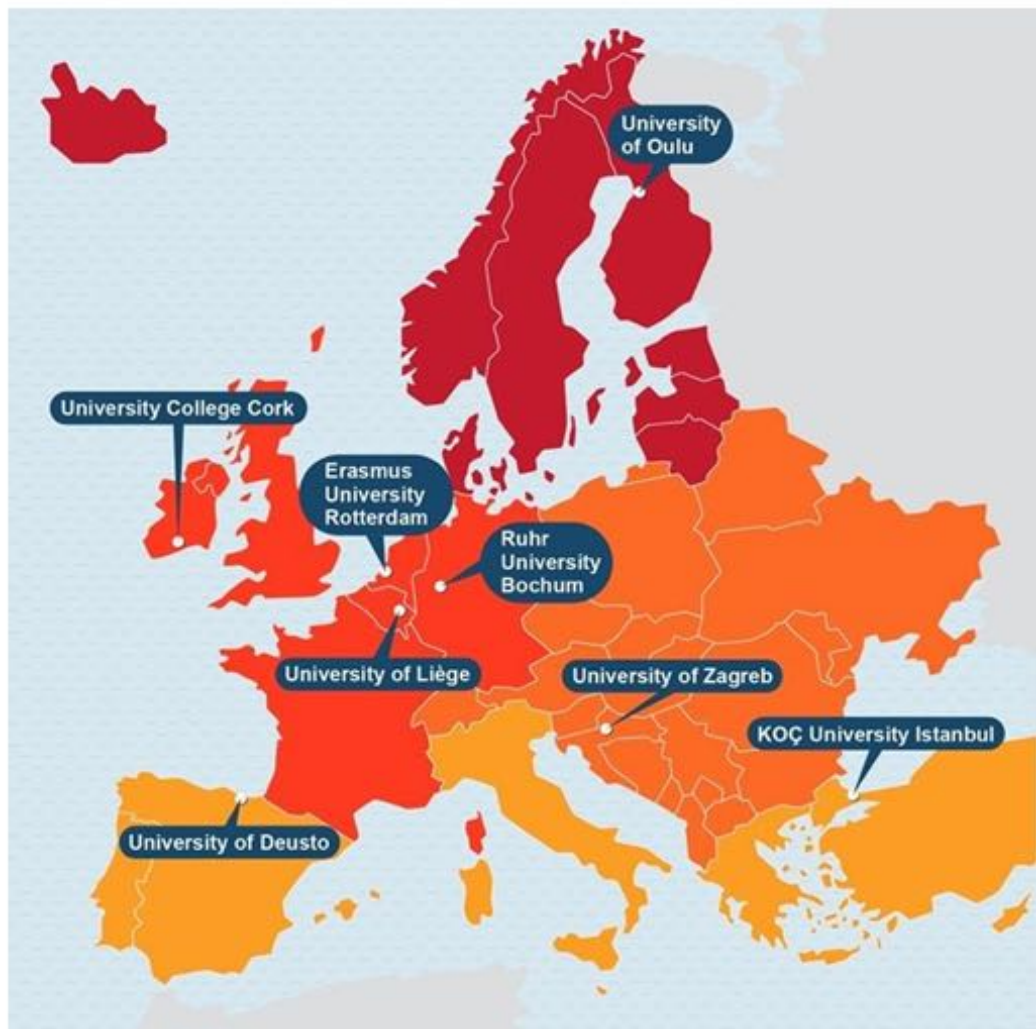 University
of Oulu
University College Cork
Erasmus
University
Rotterdam
Ruhr
University
Bochum
University of Liège
University of Zagreb
KOÇ University Istanbul
University of Deusto